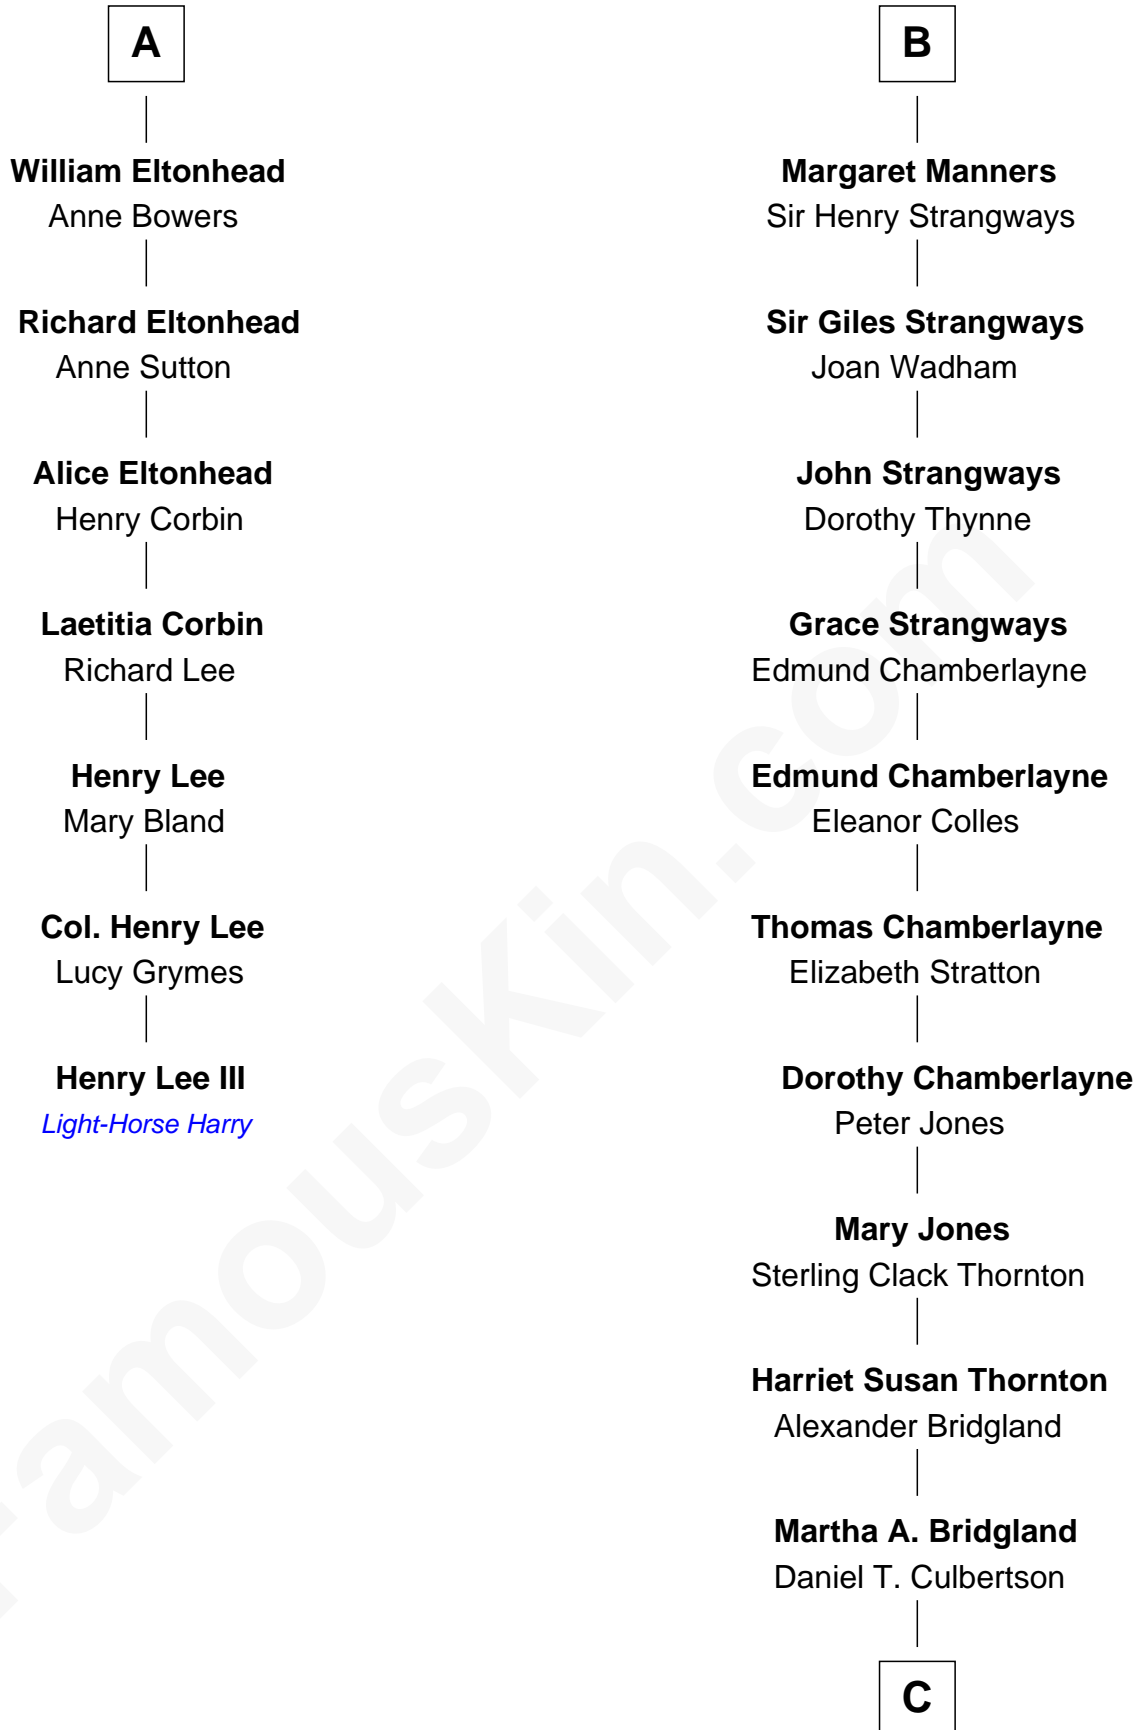 A
William Eltonhead
Anne Bowers
Richard Eltonhead
Anne Sutton
Alice Eltonhead
Henry Corbin
Laetitia Corbin
Richard Lee
Henry Lee
Mary Bland
Col. Henry Lee
Lucy Grymes
Henry Lee III
Light-Horse Harry
B
Margaret Manners
Sir Henry Strangways
Sir Giles Strangways
Joan Wadham
John Strangways
Dorothy Thynne
Grace Strangways
Edmund Chamberlayne
Edmund Chamberlayne
Eleanor Colles
Thomas Chamberlayne
Elizabeth Stratton
Dorothy Chamberlayne
Peter Jones
Mary Jones
Sterling Clack Thornton
Harriet Susan Thornton
Alexander Bridgland
Martha A. Bridgland
Daniel T. Culbertson
C
FamousKin.com